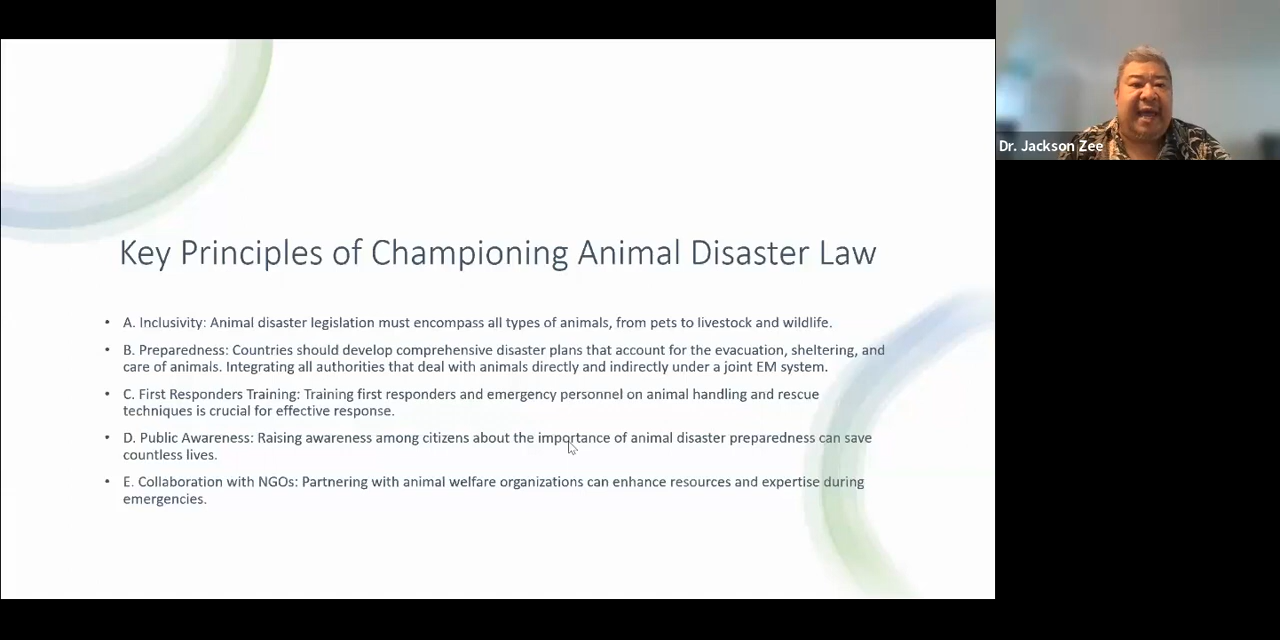 Dr. Jackson Zee
Key Principles of Championing Animal Disaster Law
• A. Inclusivity: Animal disaster legislation must encompass all types of animals, from pets to livestock and wildlife.
• B. Preparedness: Countries should develop comprehensive disaster plans that account for the evacuation, sheltering, and
care of animals. Integrating all authorities that deal with animals directly and indirectly under a joint EM system.
• C. First Responders Training: Training first responders and emergency personnel on animal handling and rescue
techniques is crucial for effective response.
• D. Public Awareness: Raising awareness among citizens about the importance of animal disaster preparedness can save
countless lives.
• E. Collaboration with NGOs: Partnering with animal welfare organizations can enhance resources and expertise during
emergencies.